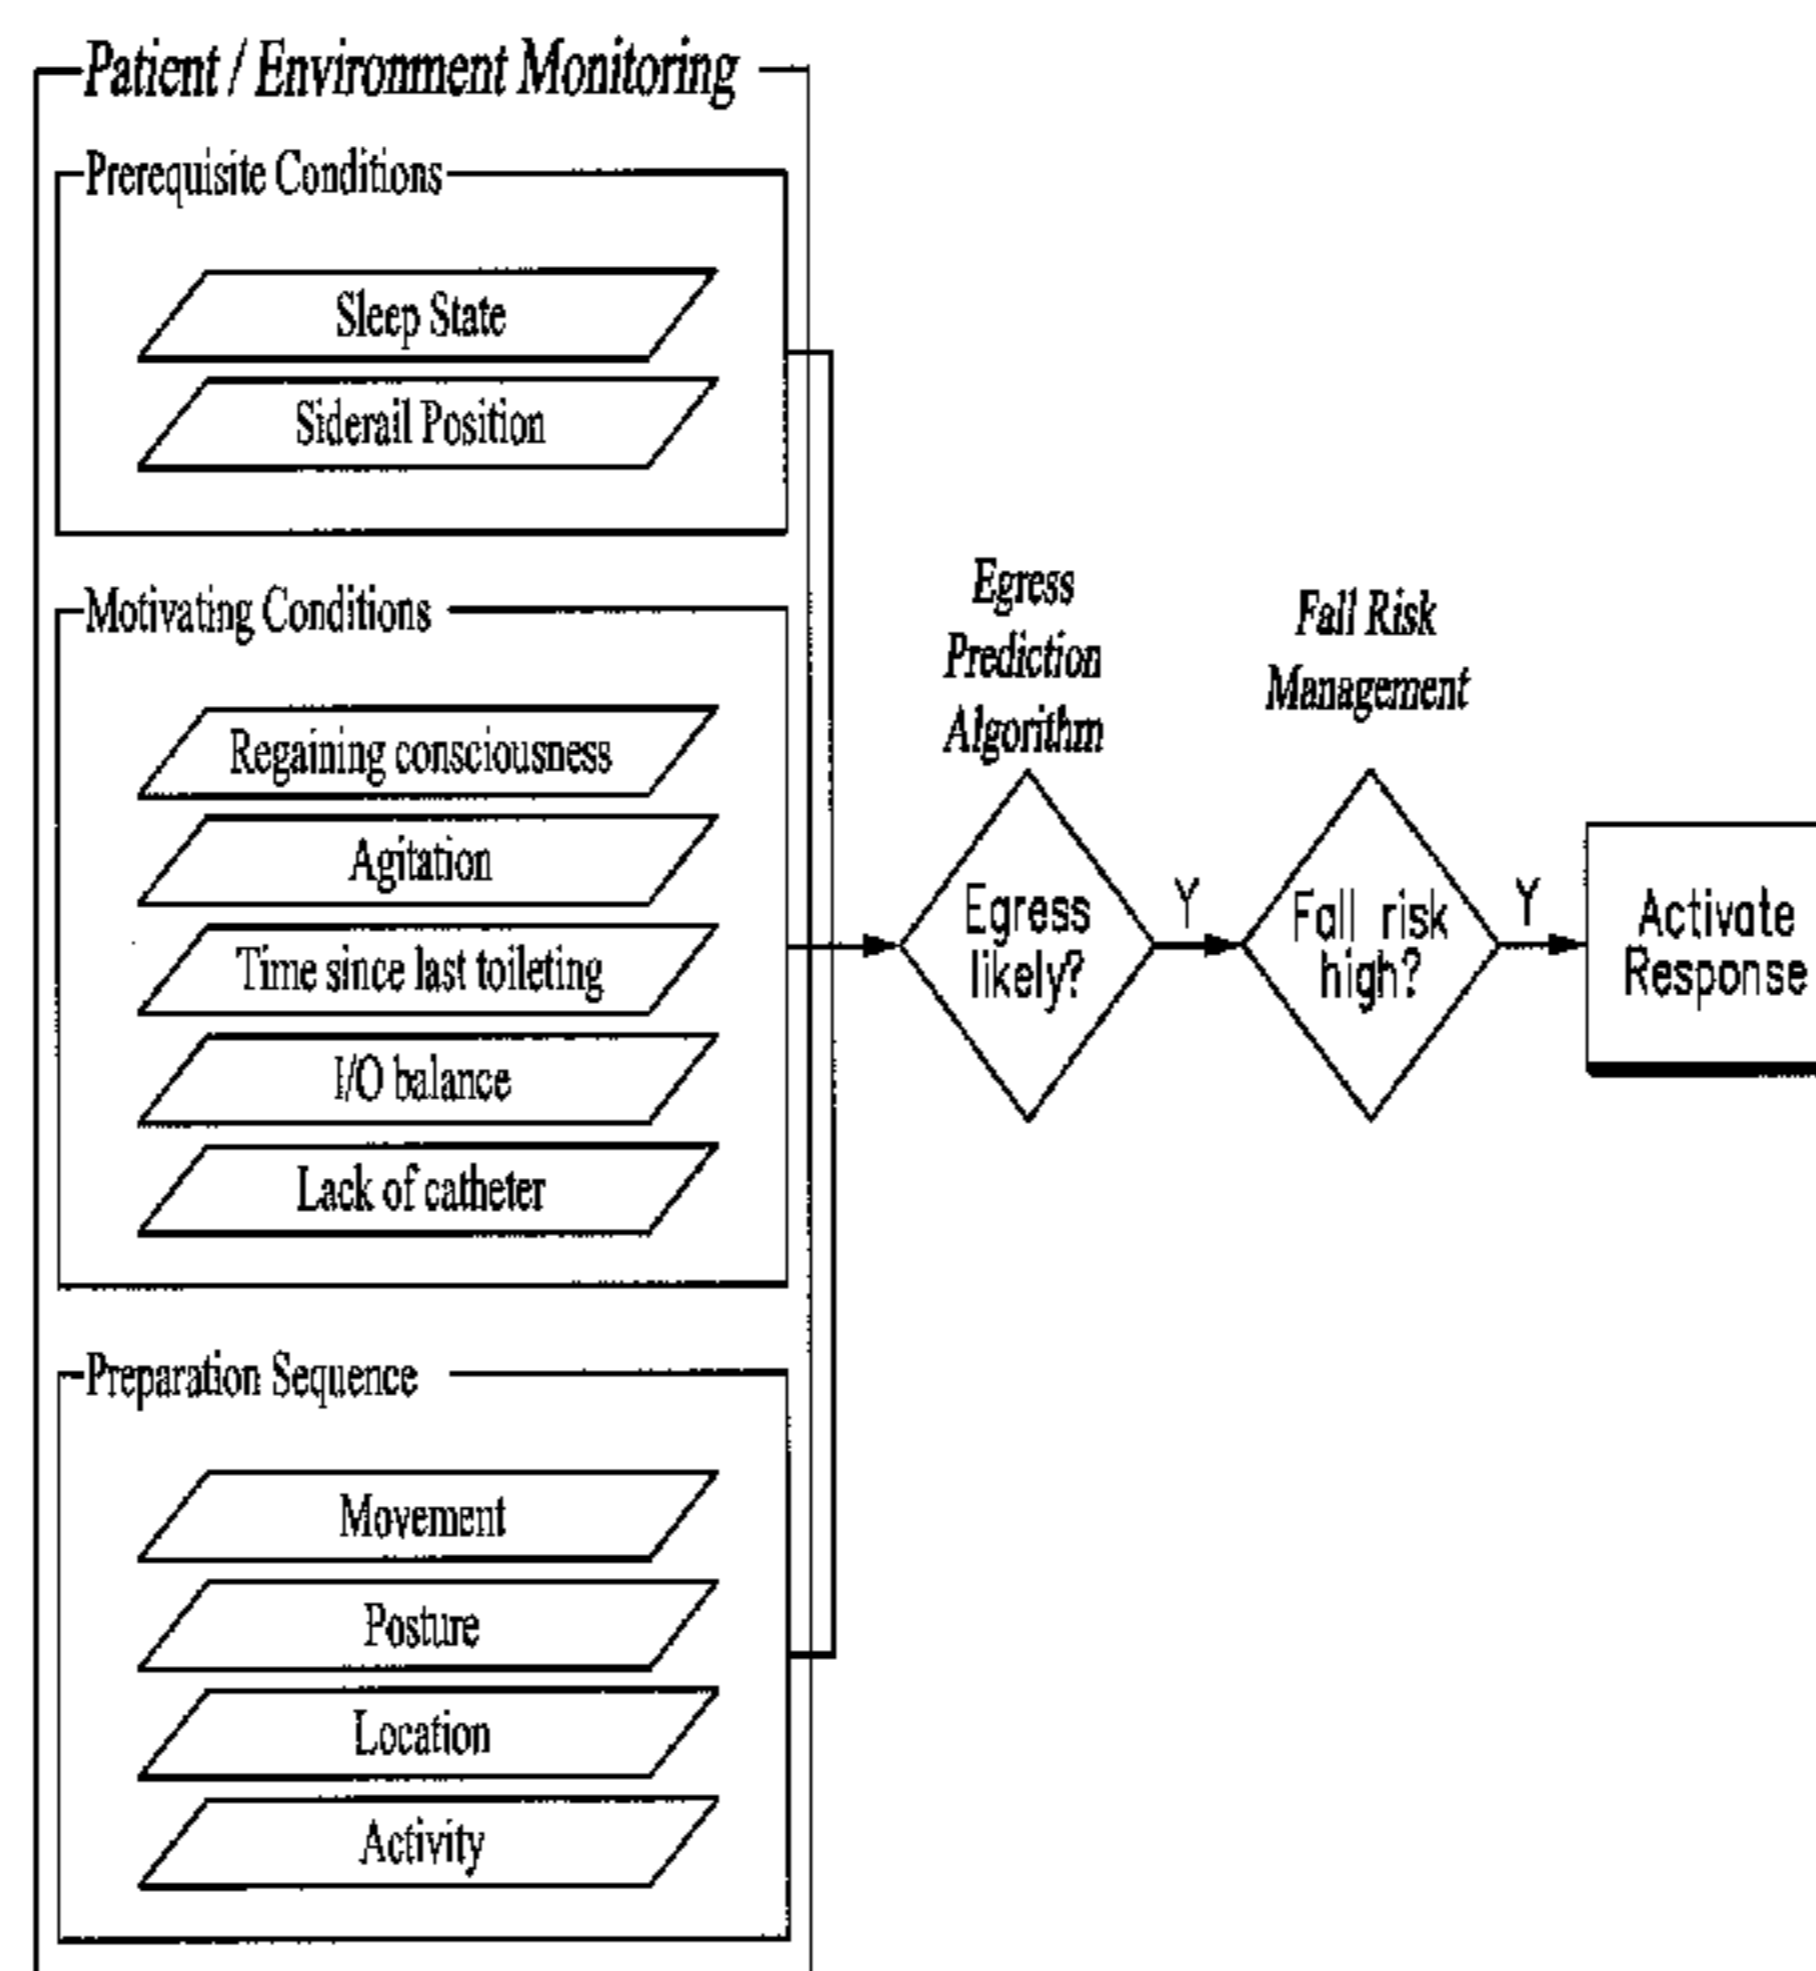 Patient / Environment Monitoring
Prerequisite Conditions
Sleep State
Siderail Position
Motivating Conditions
Regaining consciousness
Agitation
Time since last toileting
I/O balance
Lack of catheter
Preparation Sequence
Movement
Posture
Location
Activity
Egress
Prediction
Algorithm
Egress
likely?
Y
Fall Risk
Management
Fall risk
high?
Y
Activate
Response